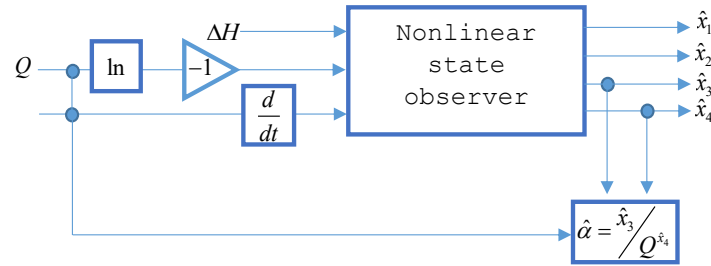 ΔH
Q
ln
−1
d/dt
Nonlinear
state
observer
x̂₁
x̂₂
x̂₃
x̂₄
α̂ = x̂₃/Q^x̂₄